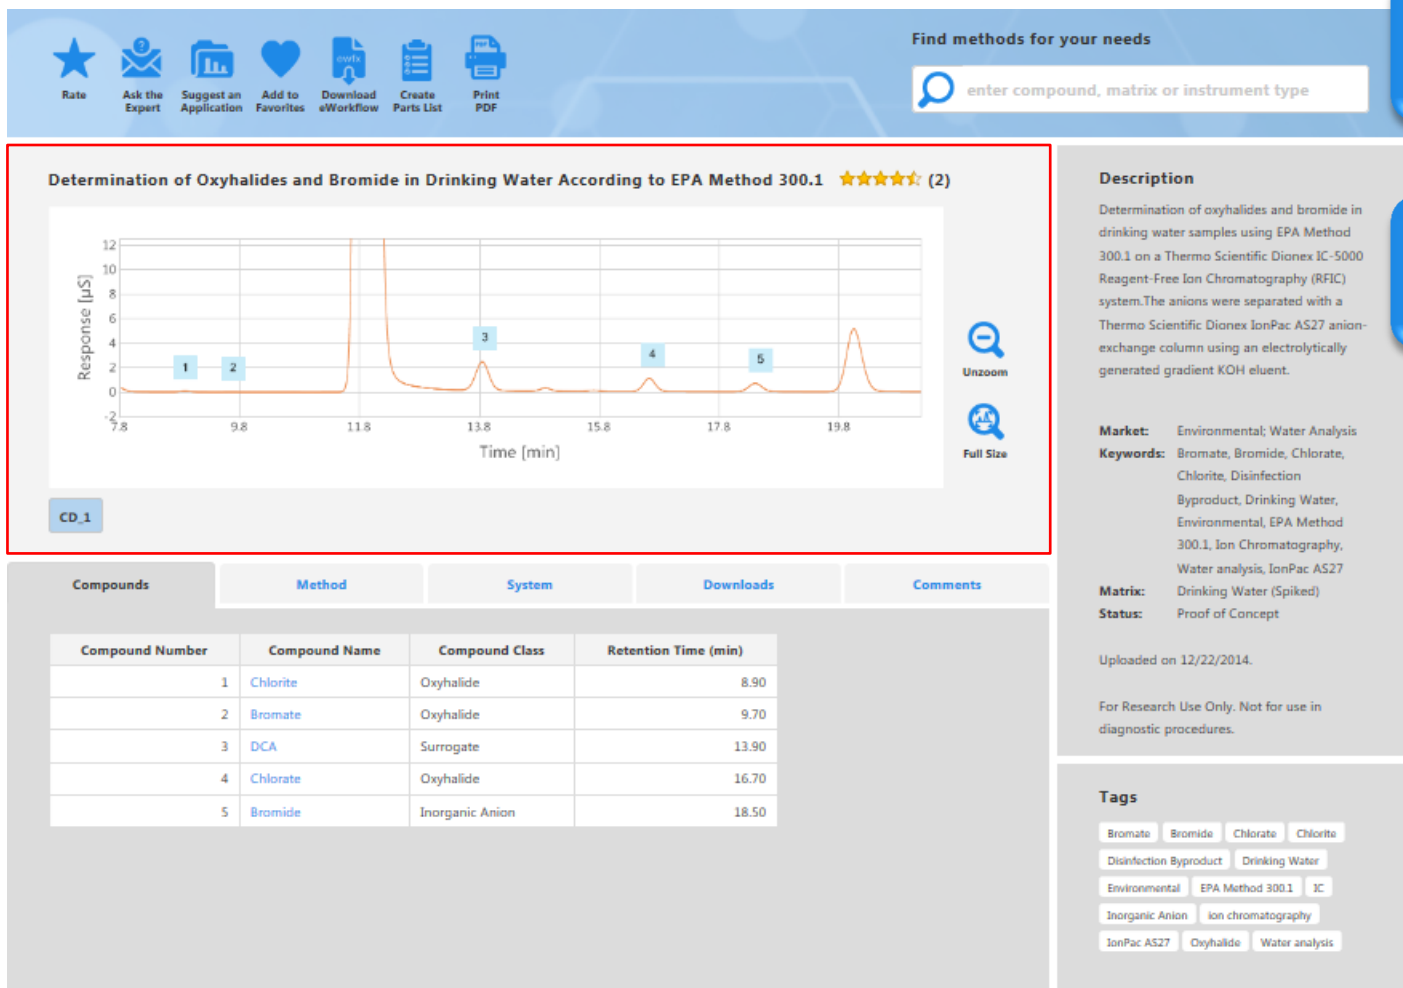 Rate
Ask the
Expert
Suggest an
Application
Add to
Favorites
owfx
Download
eWorkflow
Create
Parts List
PDF
Print
PDF
Find methods for your needs
enter compound, matrix or instrument type
Determination of Oxyhalides and Bromide in Drinking Water According to EPA Method 300.1 (2)
Response [µS]
12
10
8
6
4
2
0
-2
1
2
3
4
5
7.8 9.8 11.8 13.8 15.8 17.8 19.8
Time [min]
Unzoom
Full Size
CD_1
Compounds Method System Downloads Comments
Compound Number Compound Name Compound Class Retention Time (min)
1 Chlorite Oxyhalide 8.90
2 Bromate Oxyhalide 9.70
3 DCA Surrogate 13.90
4 Chlorate Oxyhalide 16.70
5 Bromide Inorganic Anion 18.50
Description
Determination of oxyhalides and bromide in
drinking water samples using EPA Method
300.1 on a Thermo Scientific Dionex IC-5000
Reagent-Free Ion Chromatography (RFIC)
system.The anions were separated with a
Thermo Scientific Dionex IonPac AS27 anion-
exchange column using an electrolytically
generated gradient KOH eluent.
Market: Environmental; Water Analysis
Keywords: Bromate, Bromide, Chlorate,
Chlorite, Disinfection
Byproduct, Drinking Water,
Environmental, EPA Method
300.1, Ion Chromatography,
Water analysis, IonPac AS27
Matrix: Drinking Water (Spiked)
Status: Proof of Concept
Uploaded on 12/22/2014.
For Research Use Only. Not for use in
diagnostic procedures.
Tags
Bromate Bromide Chlorate Chlorite
Disinfection Byproduct Drinking Water
Environmental EPA Method 300.1 IC
Inorganic Anion ion chromatography
IonPac AS27 Oxyhalide Water analysis